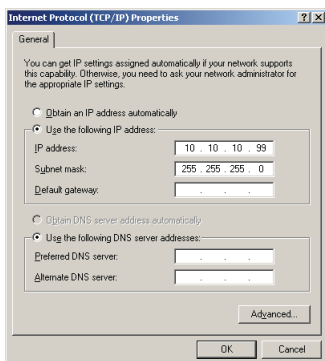 Internet Protocol (TCP/IP) Properties
General
You can get IP settings assigned automatically if your network supports
this capability. Otherwise, you need to ask your network administrator for
the appropriate IP settings.
Obtain an IP address automatically
Use the following IP address:
IP address: 10 . 10 . 10 . 99
Subnet mask: 255 . 255 . 255 . 0
Default gateway: . . .
Obtain DNS server address automatically
Use the following DNS server addresses:
Preferred DNS server: . . .
Alternate DNS server: . . .
Advanced...
OK Cancel